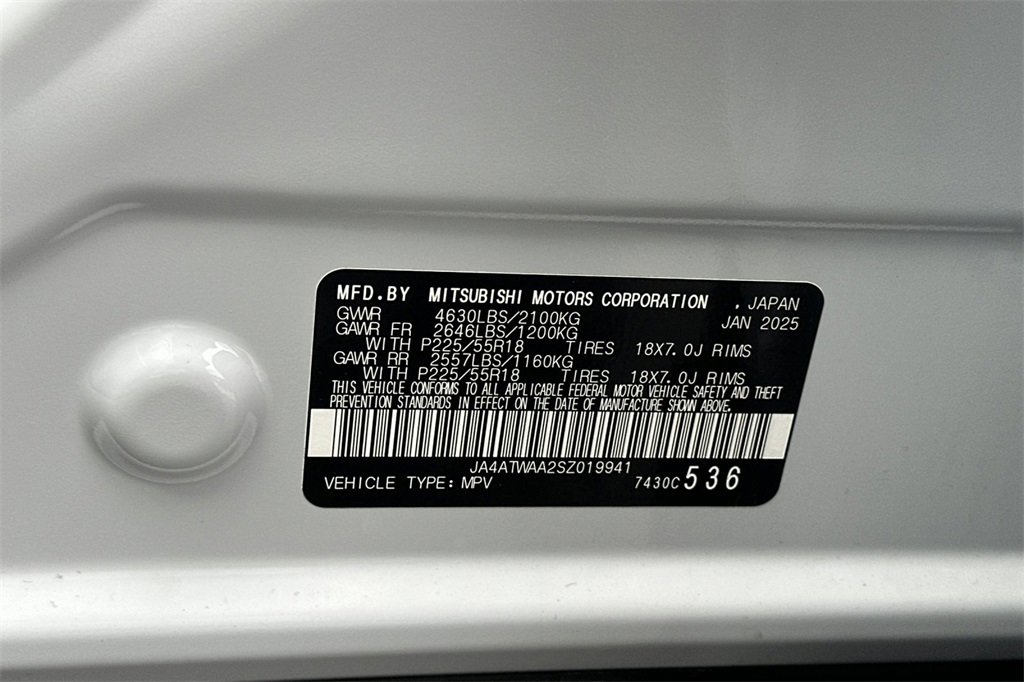 MFD.BY MITSUBISHI MOTORS CORPORATION , JAPAN
GVWR 4630LBS/2100KG JAN 2025
GAWR FR 2646LBS/1200KG
WITH P225/55R18 TIRES 18X7.0J RIMS
GAWR RR 2557LBS/1160KG
WITH P225/55R18 TIRES 18X7.0J RIMS
THIS VEHICLE CONFORMS TO ALL APPLICABLE FEDERAL MOTOR VEHICLE SAFETY AND THEFT
PREVENTION STANDARDS IN EFFECT ON THE DATE OF MANUFACTURE SHOWN ABOVE.
JA4ATWAA2SZ019941
VEHICLE TYPE: MPV 7430C 536